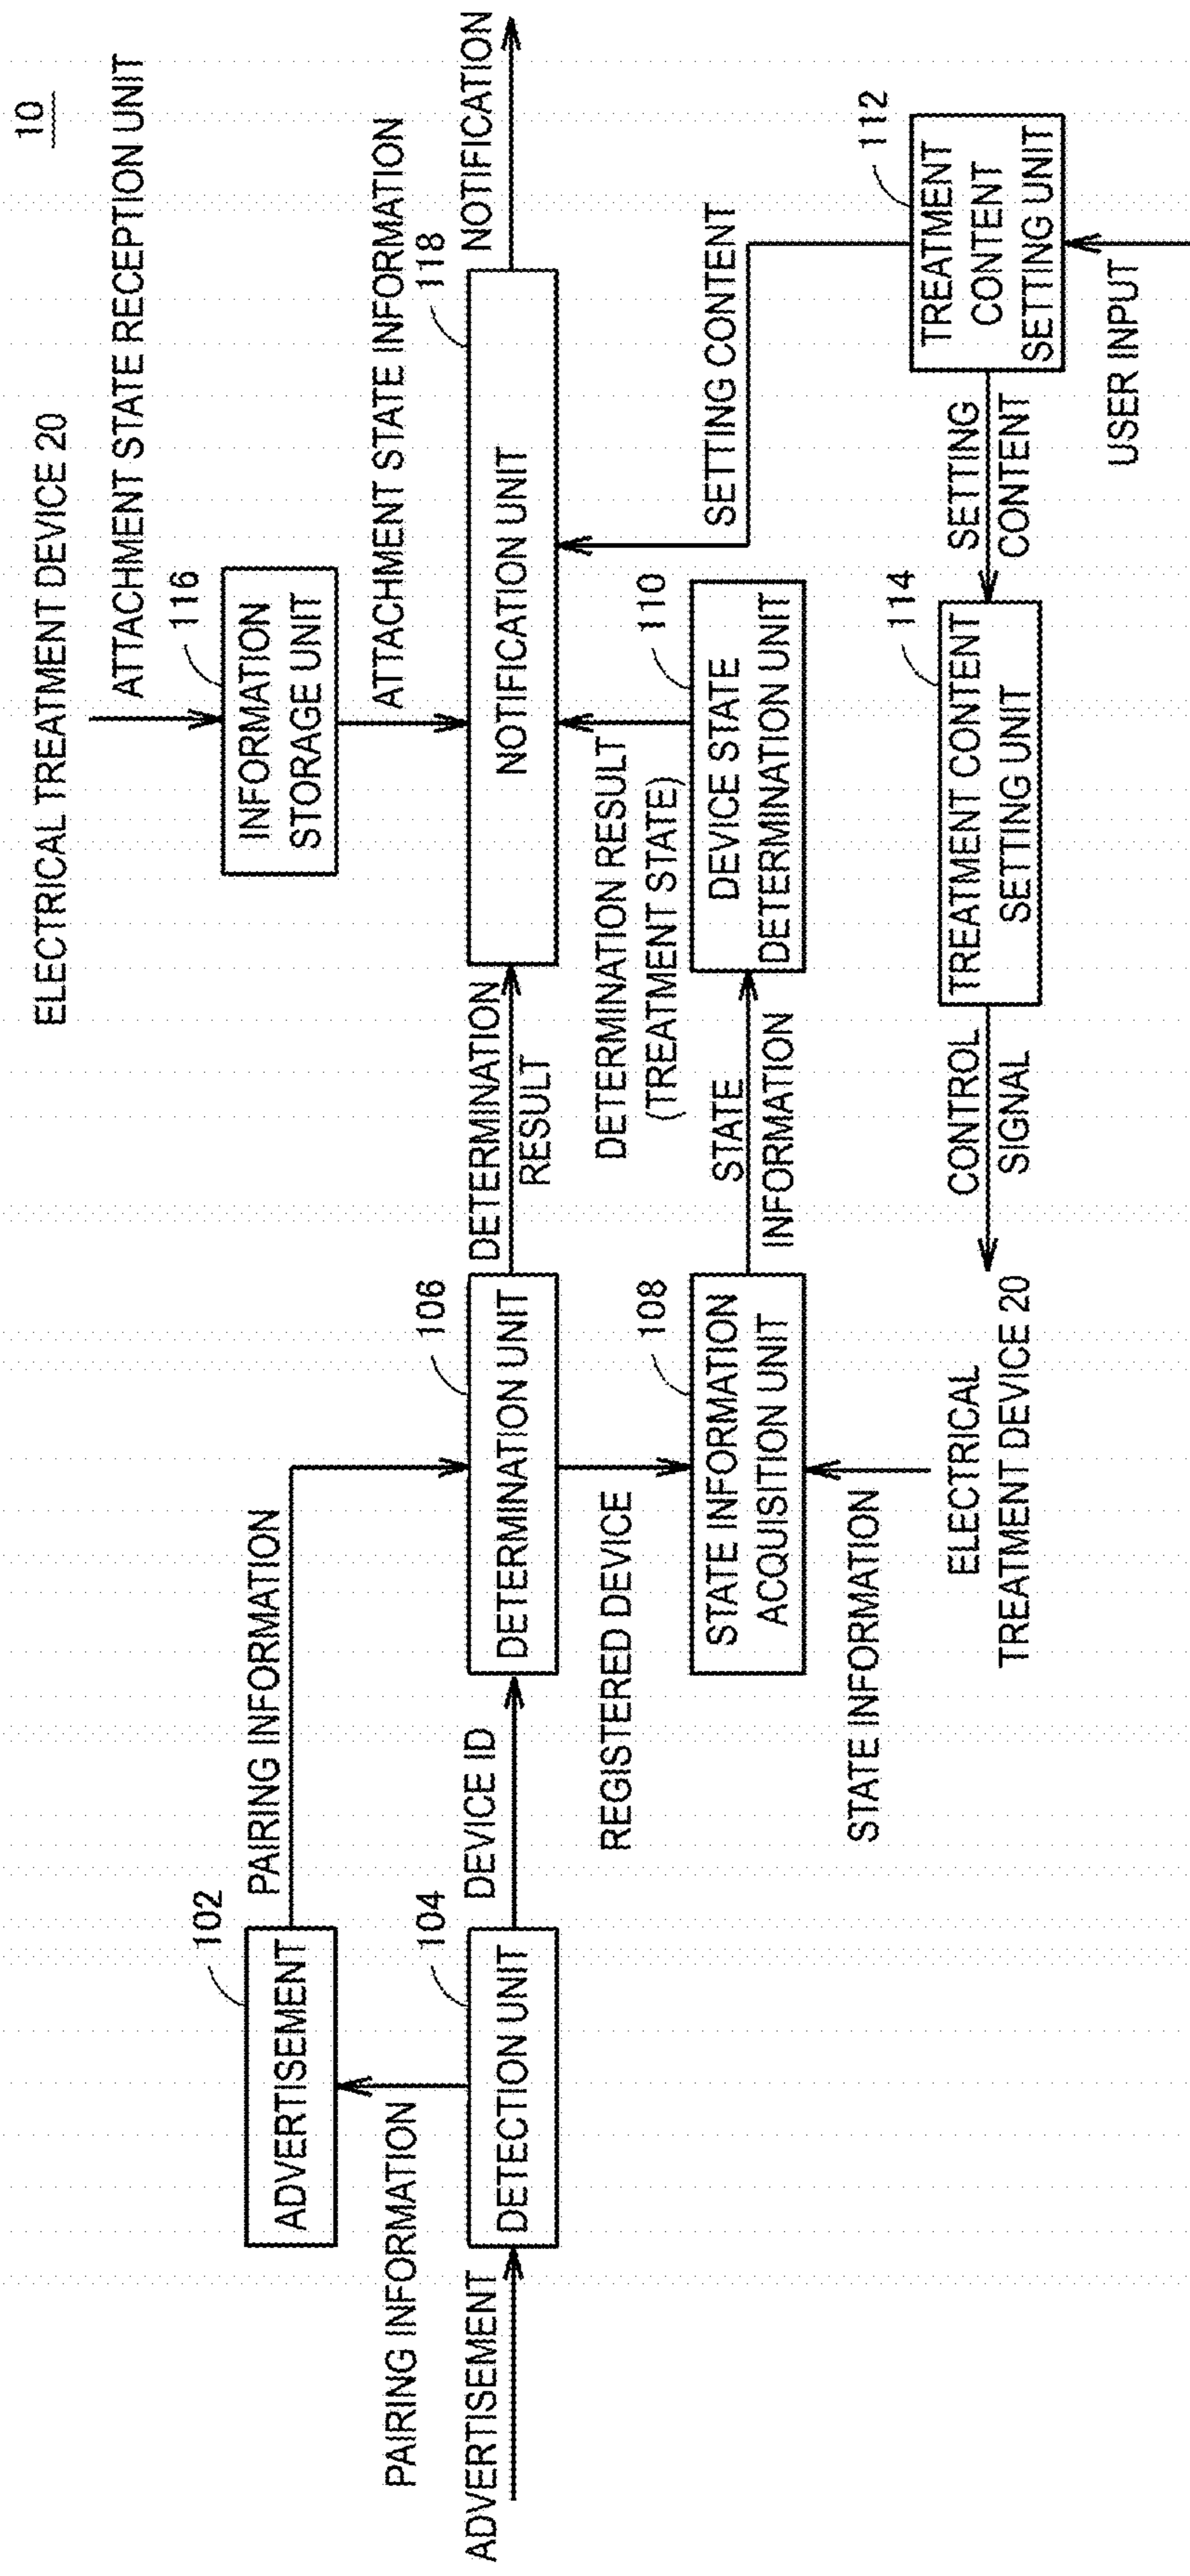 10
ELECTRICAL TREATMENT DEVICE 20
ATTACHMENT STATE RECEPTION UNIT
116
INFORMATION
STORAGE UNIT
ATTACHMENT STATE INFORMATION
118
NOTIFICATION UNIT
NOTIFICATION
102
ADVERTISEMENT
PAIRING INFORMATION
PAIRING INFORMATION
ADVERTISEMENT
104
DETECTION UNIT
DEVICE ID
106
DETERMINATION UNIT
DETERMINATION
RESULT
REGISTERED DEVICE
108
STATE INFORMATION
ACQUISITION UNIT
STATE
INFORMATION
DETERMINATION RESULT
(TREATMENT STATE)
110
DEVICE STATE
DETERMINATION UNIT
SETTING CONTENT
112
TREATMENT
CONTENT
SETTING UNIT
USER INPUT
SETTING
CONTENT
114
TREATMENT CONTENT
SETTING UNIT
CONTROL
SIGNAL
STATE INFORMATION
ELECTRICAL
TREATMENT DEVICE 20